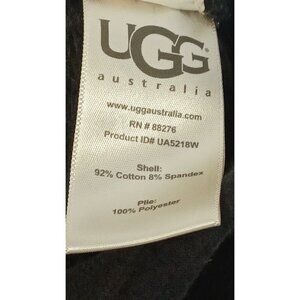 UGG
australia
www.uggaustralia.com
RN # 88276
Product ID# UA5218W
Shell:
92% Cotton 8% Spandex
Pile:
100% Polyester